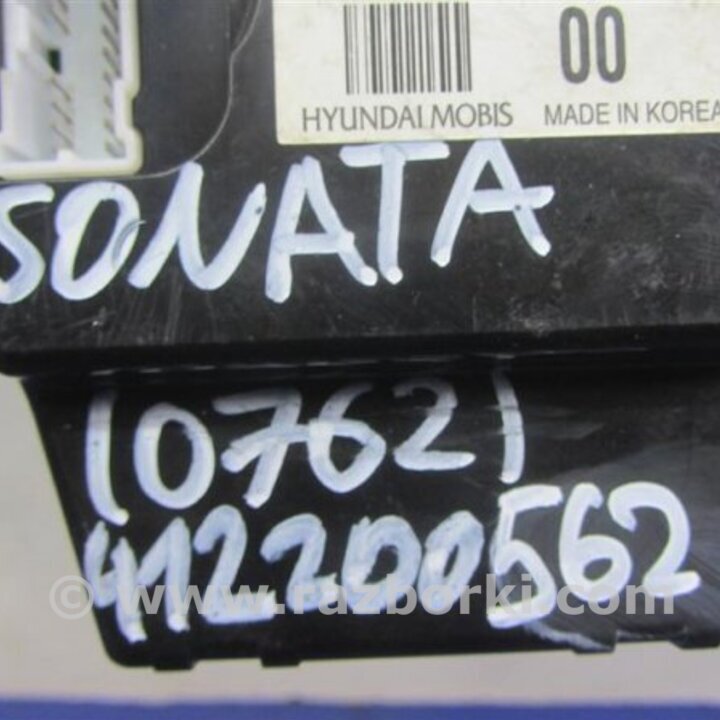 00
HYUNDAI MOBIS MADE IN KOREA
SONATA
(0762)
412200562
© www.razborki.com